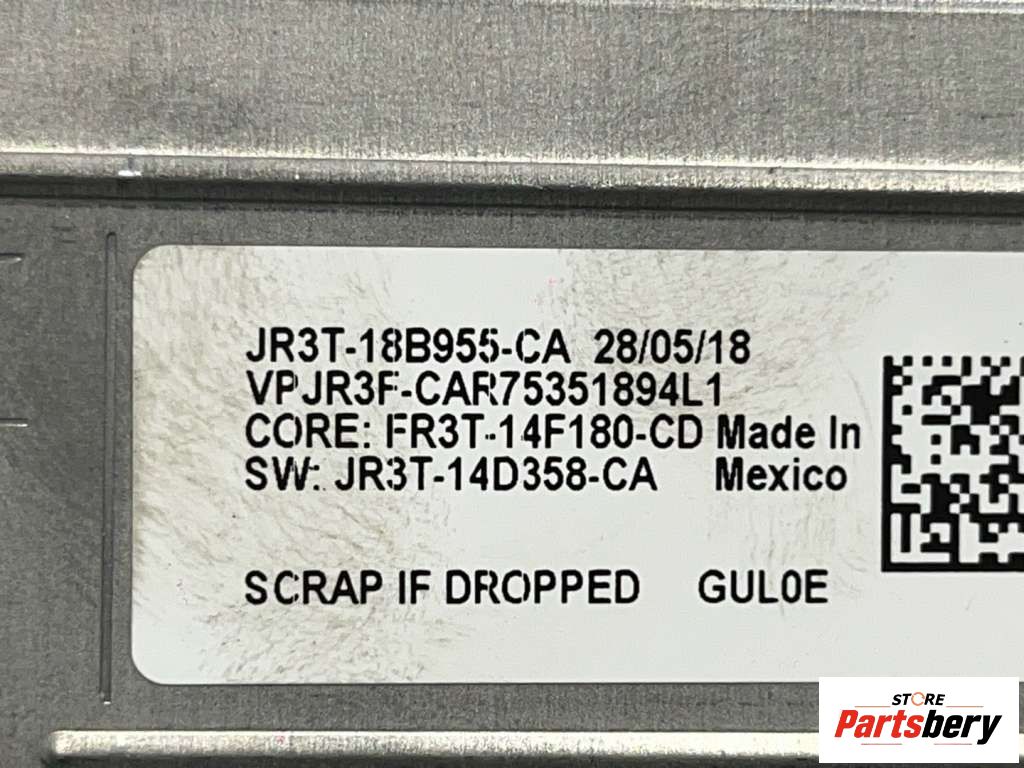 JR3T-18B955-CA 28/05/18
VPJR3F-CAR75351894L1
CORE: FR3T-14F180-CD Made In
SW: JR3T-14D358-CA Mexico
SCRAP IF DROPPED GUL0E
STORE
Partsbery